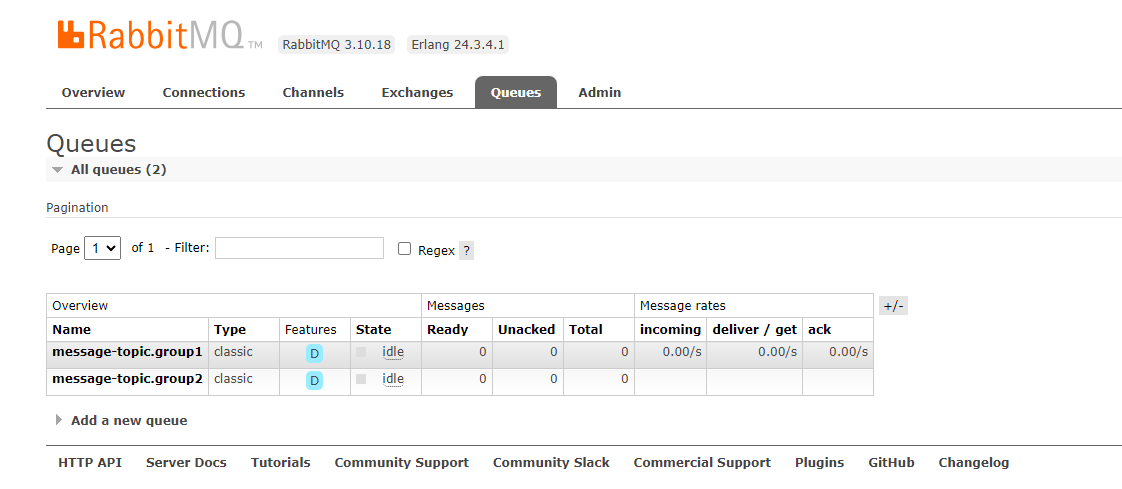 RabbitMQ TM RabbitMQ 3.10.18 Erlang 24.3.4.1
Overview Connections Channels Exchanges Queues Admin
Queues
All queues (2)
Pagination
Page 1 of 1 - Filter: Regex ?
Overview Messages Message rates +/-
Name Type Features State Ready Unacked Total incoming deliver / get ack
message-topic.group1 classic D idle 0 0 0 0.00/s 0.00/s 0.00/s
message-topic.group2 classic D idle 0 0 0
Add a new queue
HTTP API Server Docs Tutorials Community Support Community Slack Commercial Support Plugins GitHub Changelog